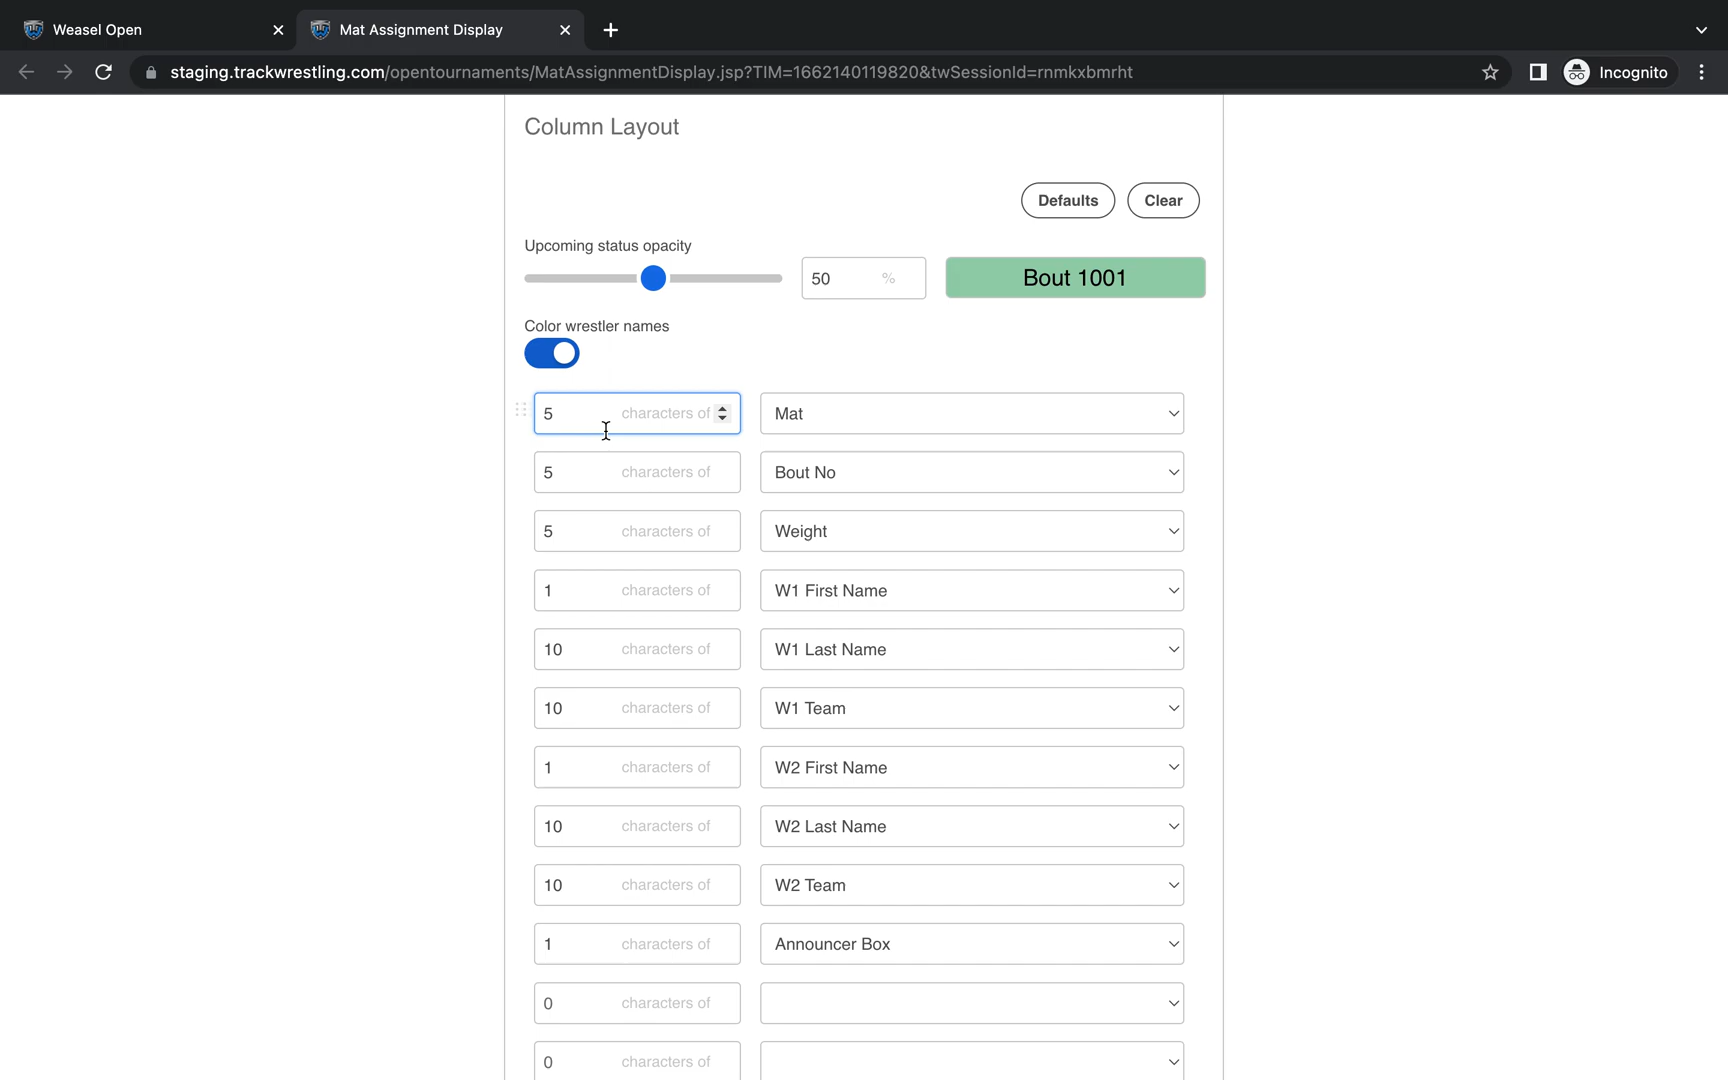 Weasel Open
Mat Assignment Display
staging.trackwrestling.com/opentournaments/MatAssignmentDisplay.jsp?TIM=1662140119820&twSessionId=rnmkxbmrht
Incognito
Column Layout
Defaults
Clear
Upcoming status opacity
50 %
Bout 1001
Color wrestler names
5 characters of Mat
5 characters of Bout No
5 characters of Weight
1 characters of W1 First Name
10 characters of W1 Last Name
10 characters of W1 Team
1 characters of W2 First Name
10 characters of W2 Last Name
10 characters of W2 Team
1 characters of Announcer Box
0 characters of
0 characters of